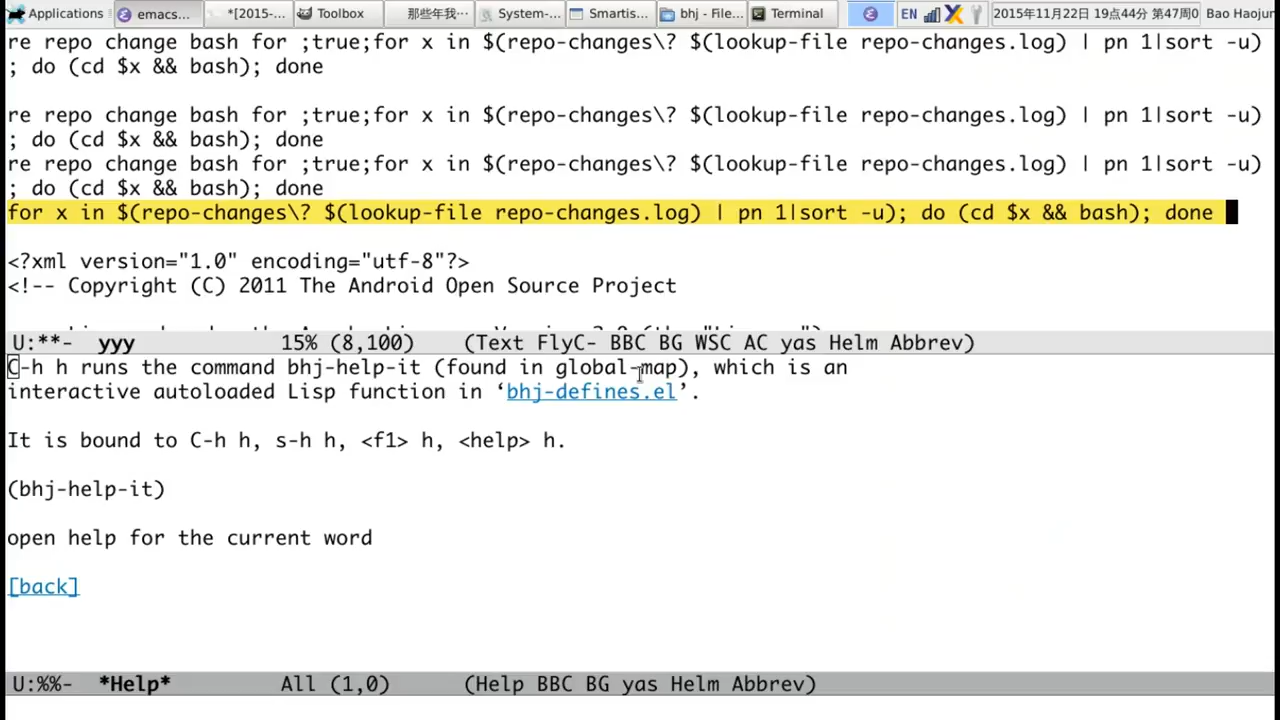 Applications emacs... *[2015-... Toolbox 那些年我... System-... Smartis... bhj - File... Terminal EN 2015年11月22日 19点44分 第47周0 Bao Haojun
re repo change bash for ;true;for x in $(repo-changes\? $(lookup-file repo-changes.log) | pn 1|sort -u)
; do (cd $x && bash); done
re repo change bash for ;true;for x in $(repo-changes\? $(lookup-file repo-changes.log) | pn 1|sort -u)
; do (cd $x && bash); done
re repo change bash for ;true;for x in $(repo-changes\? $(lookup-file repo-changes.log) | pn 1|sort -u)
; do (cd $x && bash); done
for x in $(repo-changes\? $(lookup-file repo-changes.log) | pn 1|sort -u); do (cd $x && bash); done
<?xml version="1.0" encoding="utf-8"?>
<!-- Copyright (C) 2011 The Android Open Source Project
U:**- yyy 15% (8,100) (Text FlyC- BBC BG WSC AC yas Helm Abbrev)
C-h h runs the command bhj-help-it (found in global-map), which is an
interactive autoloaded Lisp function in ‘bhj-defines.el’.
It is bound to C-h h, s-h h, <f1> h, <help> h.
(bhj-help-it)
open help for the current word
[back]
U:%%- *Help* All (1,0) (Help BBC BG yas Helm Abbrev)